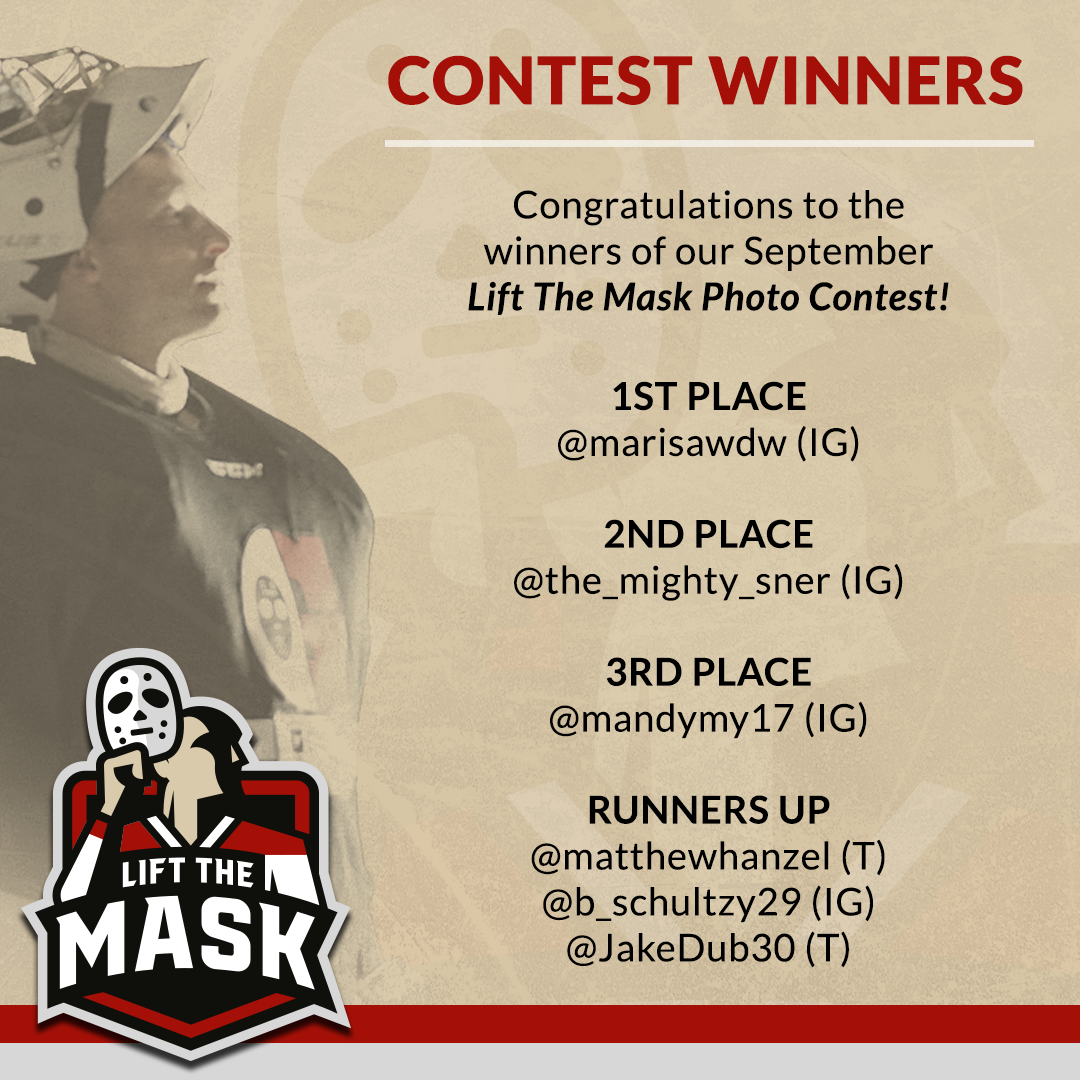 CONTEST WINNERS
Congratulations to the
winners of our September
Lift The Mask Photo Contest!
1ST PLACE
@marisawdw (IG)
2ND PLACE
@the_mighty_sner (IG)
3RD PLACE
@mandymy17 (IG)
RUNNERS UP
@matthewhanzel (T)
@b_schultzy29 (IG)
@JakeDub30 (T)
LIFT THE
MASK